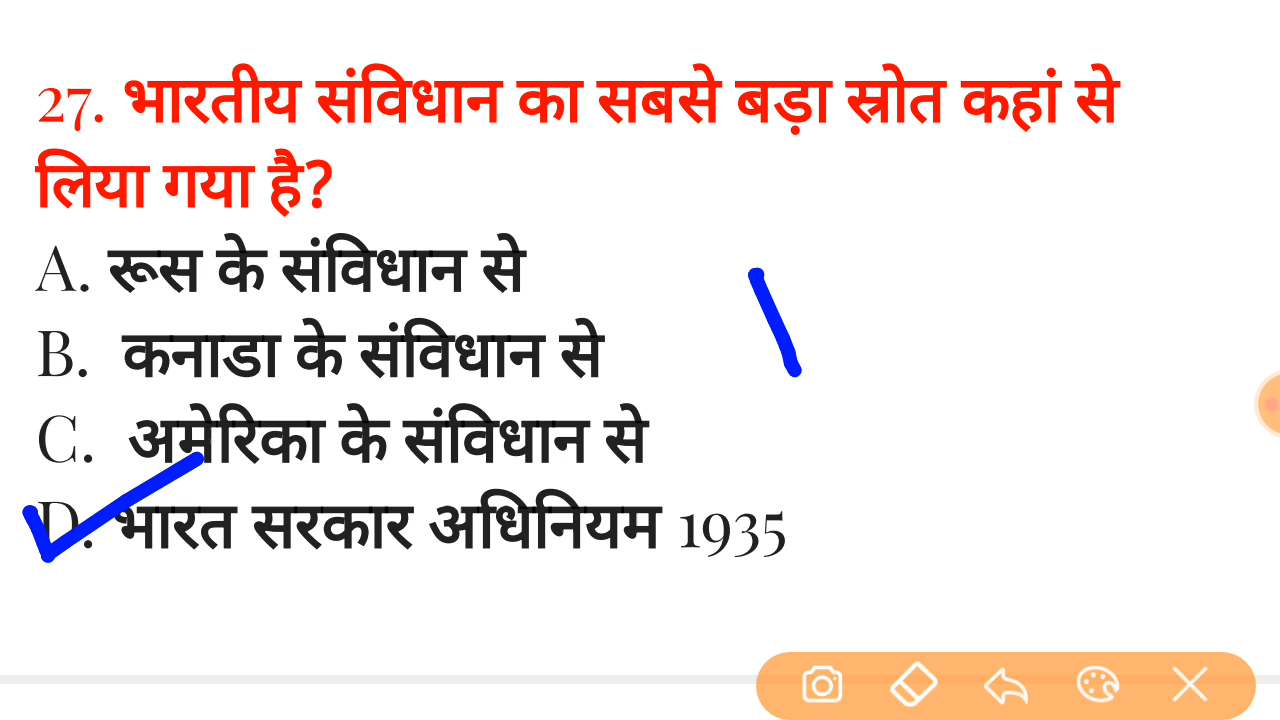 27. भारतीय संविधान का सबसे बड़ा स्रोत कहां से
लिया गया है?
A. रूस के संविधान से
B. कनाडा के संविधान से
C. अमेरिका के संविधान से
D. भारत सरकार अधिनियम 1935